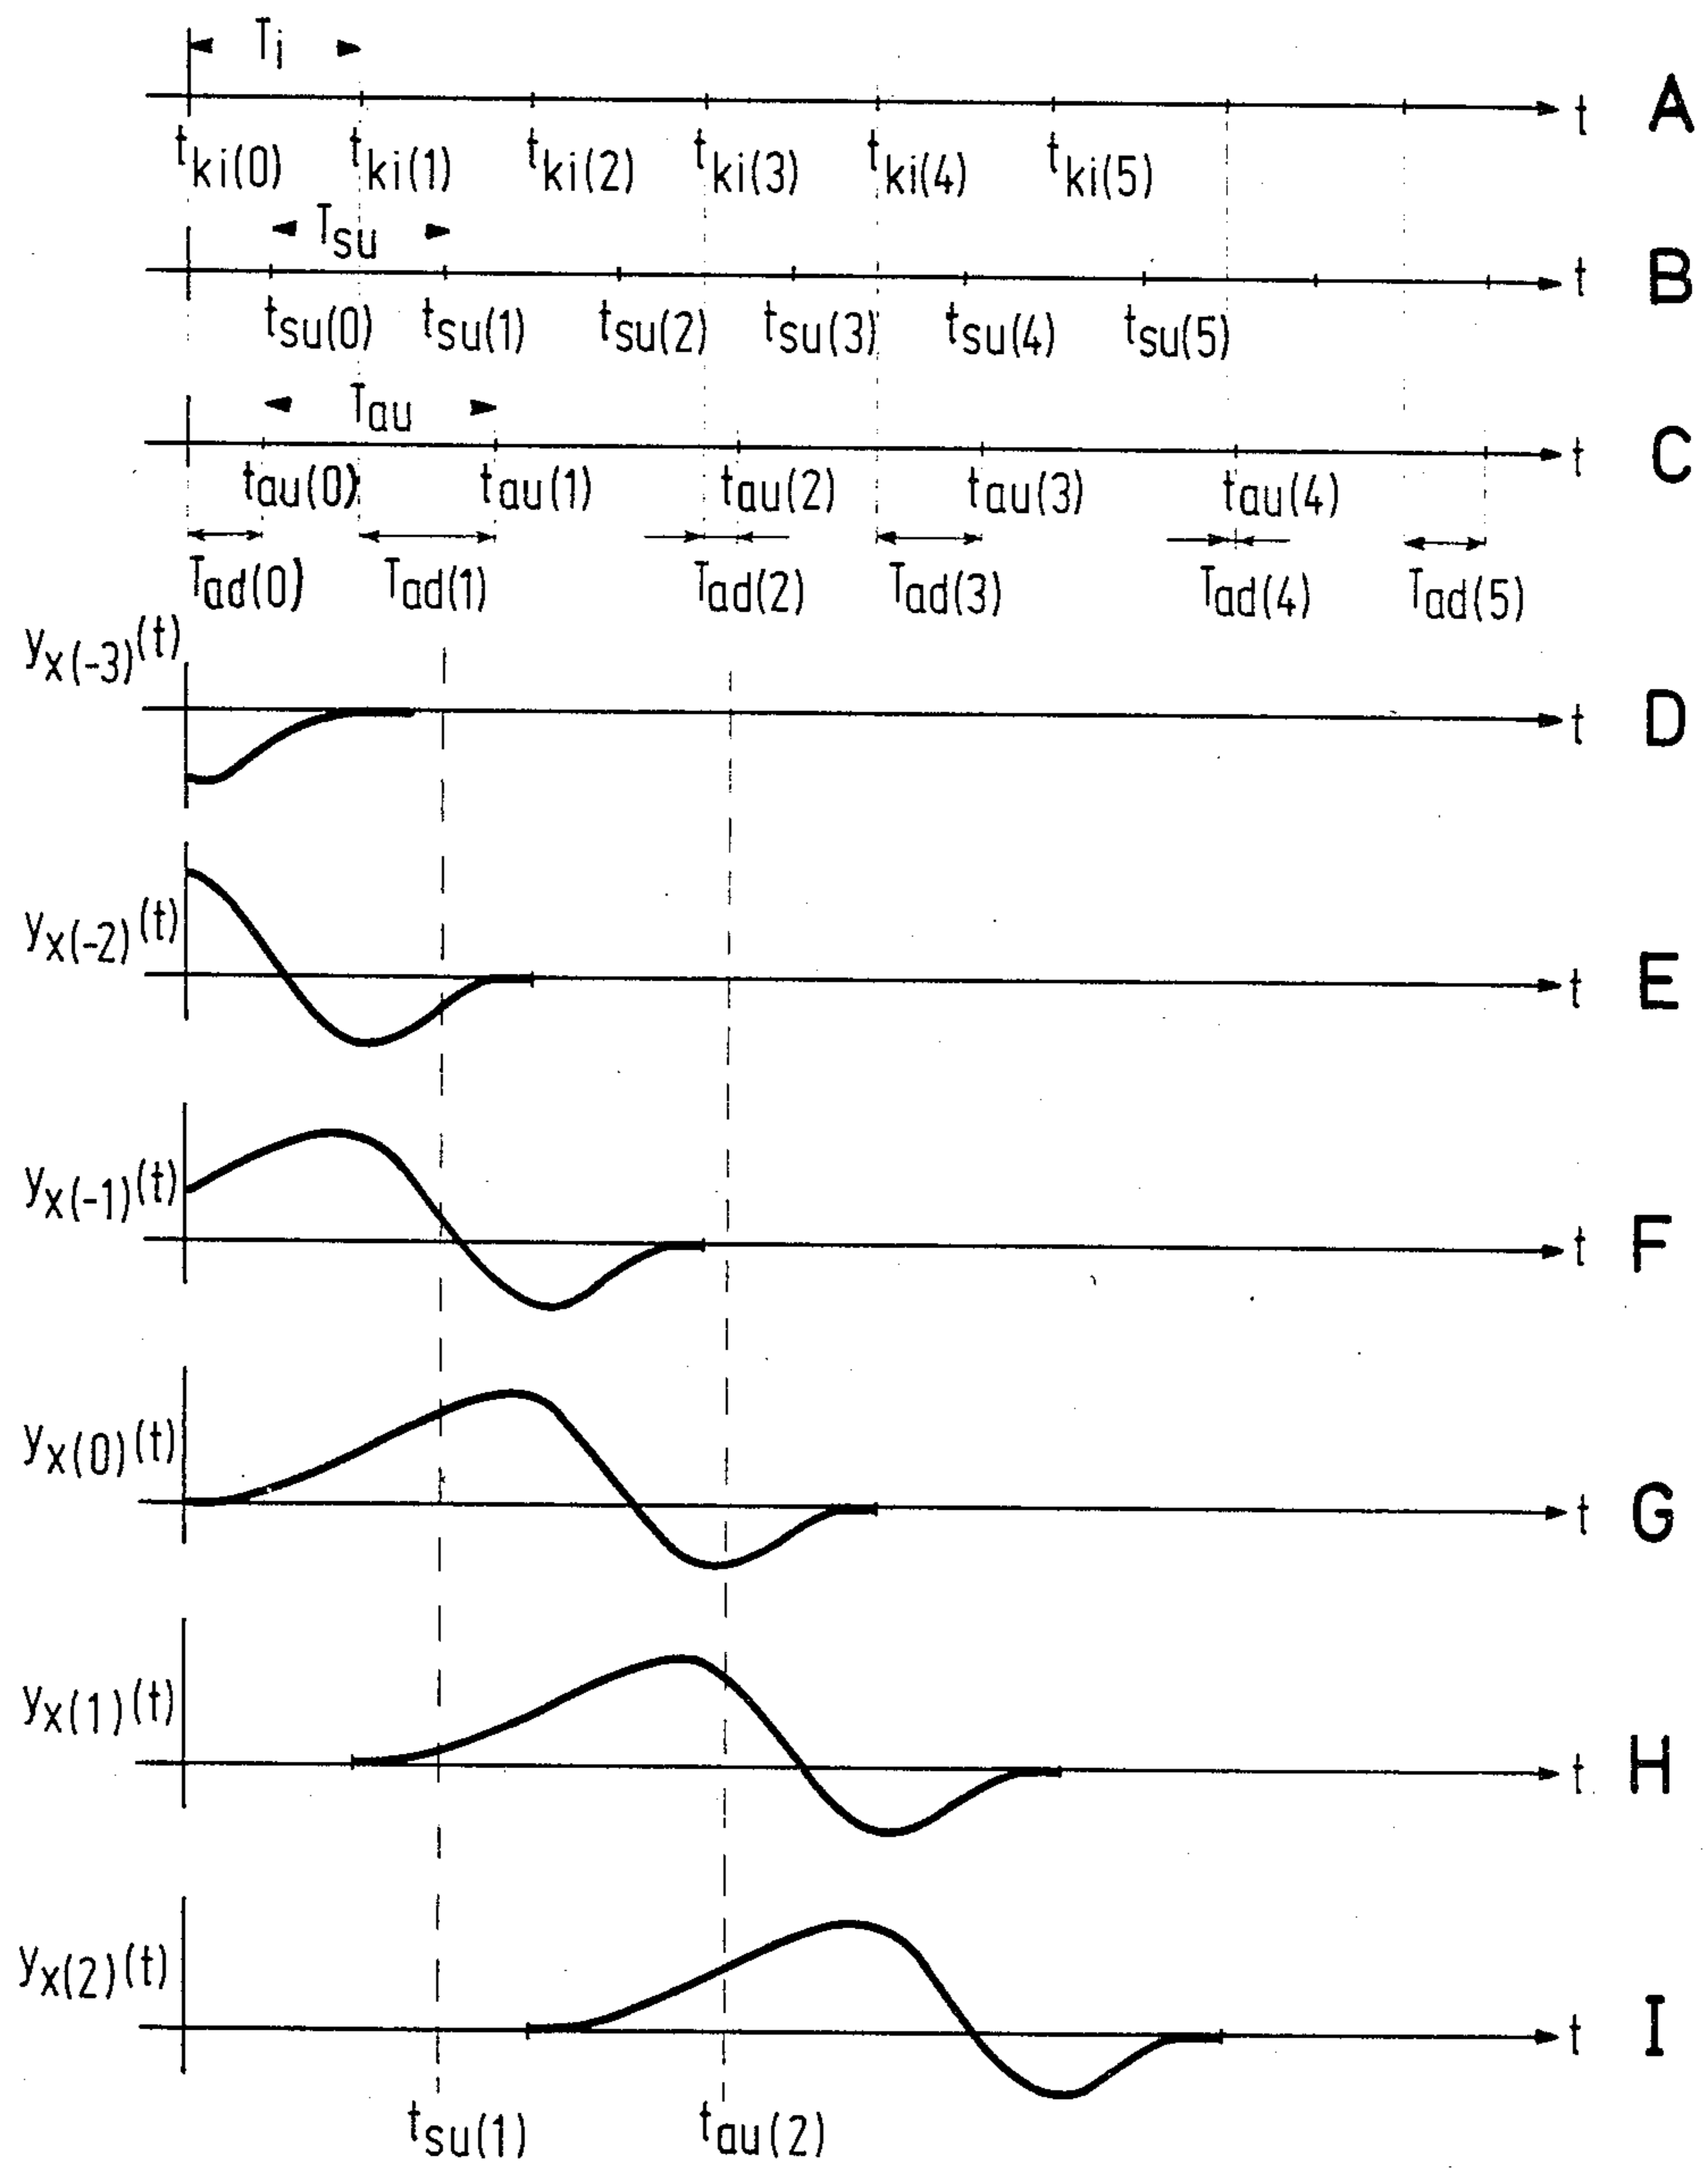 Ti
t A
tki(0) tki(1) tki(2) tki(3) tki(4) tki(5)
Tsu
t B
tsu(0) tsu(1) tsu(2) tsu(3) tsu(4) tsu(5)
Tau
t C
tau(0) tau(1) tau(2) tau(3) tau(4)
Tad(0) Tad(1) Tad(2) Tad(3) Tad(4) Tad(5)
yx(-3)(t)
t D
yx(-2)(t)
t E
yx(-1)(t)
t F
yx(0)(t)
t G
yx(1)(t)
t H
yx(2)(t)
t I
tsu(1) tau(2)